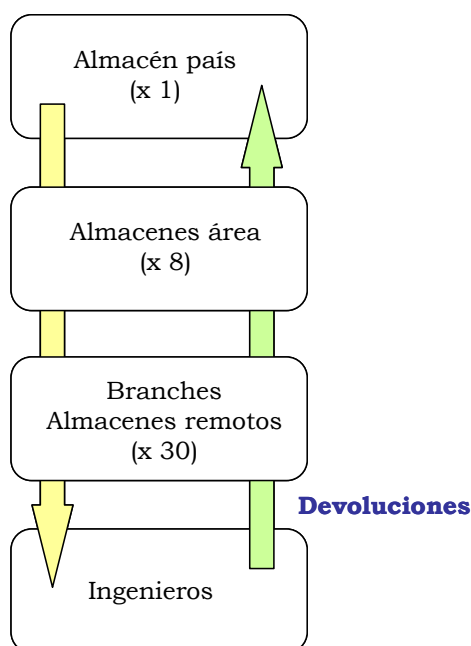 Almacén país
(x 1)
Almacenes área
(x 8)
Branches
Almacenes remotos
(x 30)
Devoluciones
Ingenieros